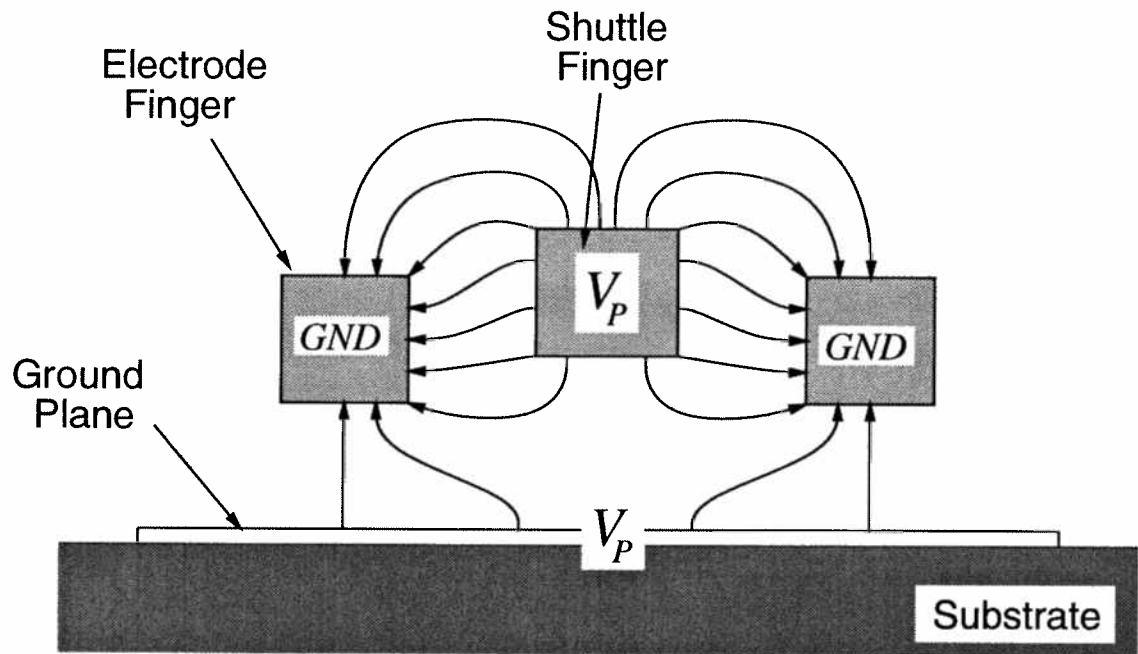 Shuttle
Finger
Electrode
Finger
V_P
GND
GND
Ground
Plane
V_P
Substrate